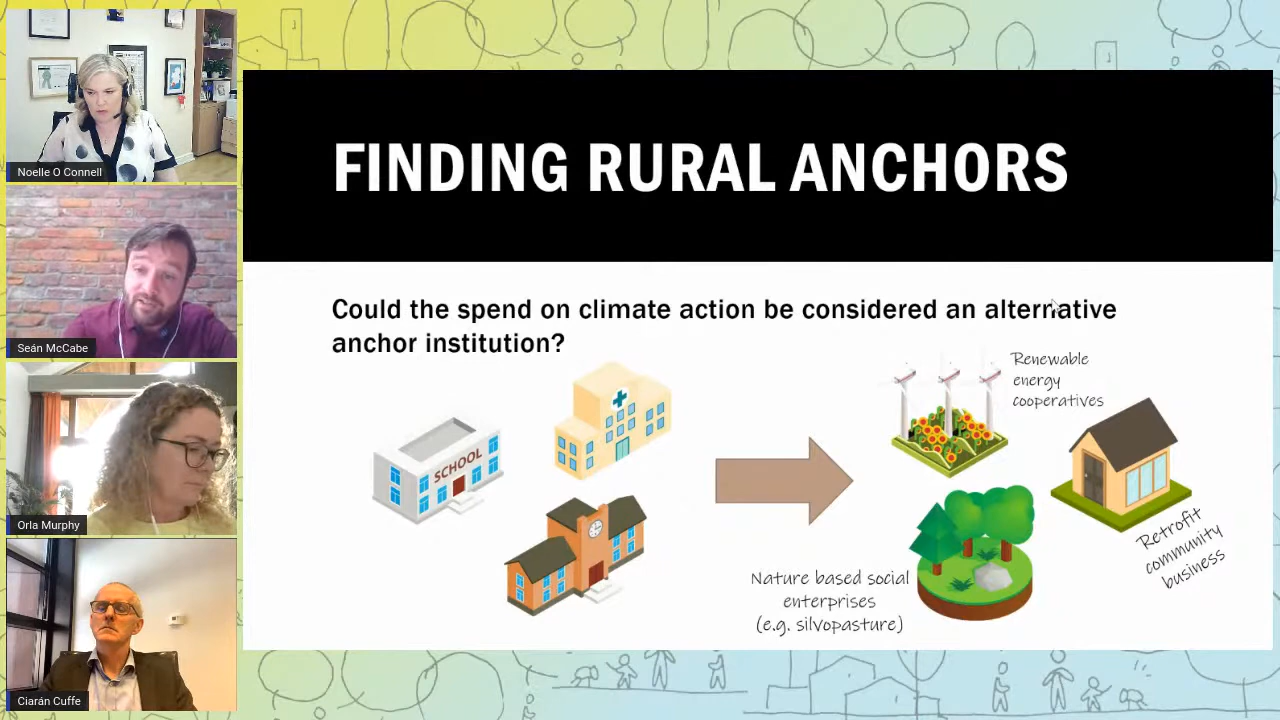 Noelle O Connell
Seán McCabe
Orla Murphy
Ciarán Cuffe
FINDING RURAL ANCHORS
Could the spend on climate action be considered an alternative
anchor institution?
SCHOOL
Renewable
energy
cooperatives
Retrofit
community
business
Nature based social
enterprises
(e.g. silvopasture)